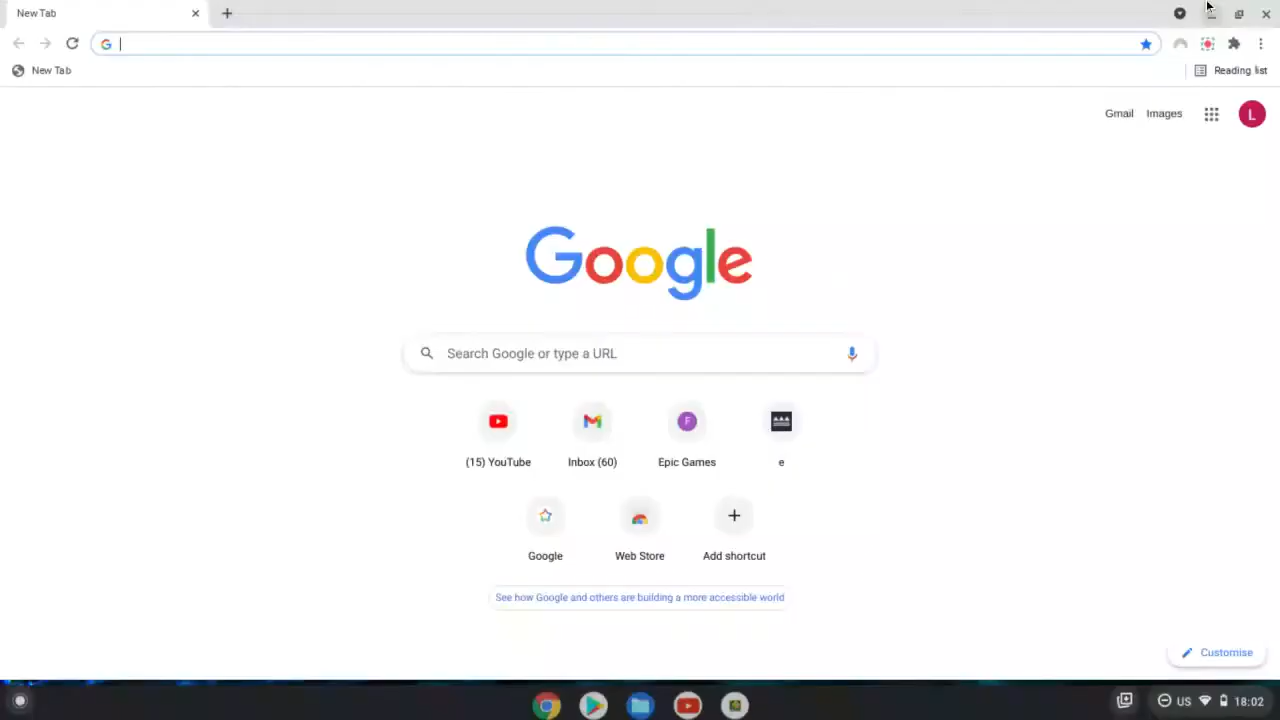 New Tab
New Tab
Reading list
Gmail Images
L
Google
Search Google or type a URL
F
(15) YouTube Inbox (60) Epic Games e
Google Web Store Add shortcut
See how Google and others are building a more accessible world
Customise
US 18:02